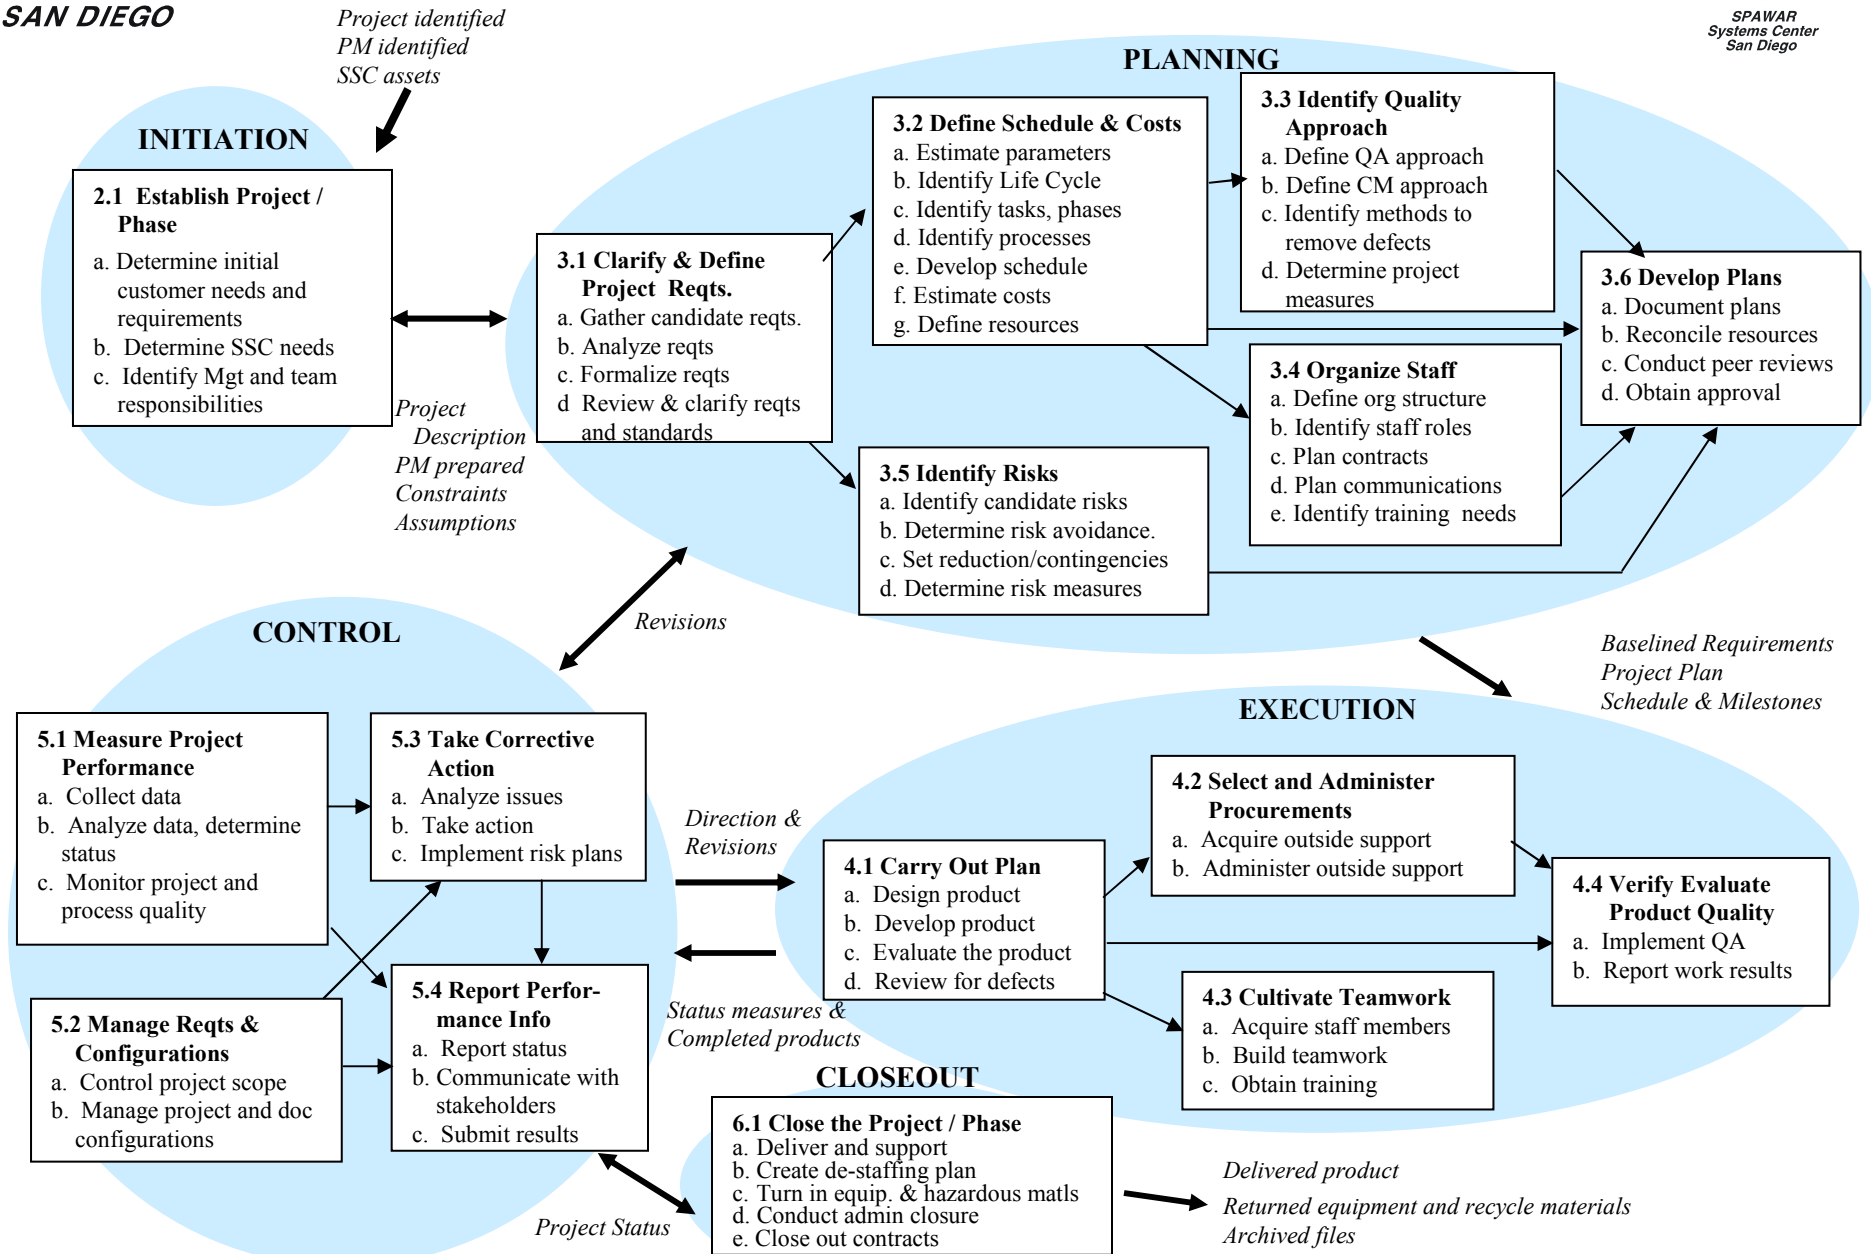 SAN DIEGO
Project identified
PM identified
SSC assets
SPAWAR
Systems Center
San Diego
INITIATION
2.1 Establish Project /
Phase
a. Determine initial
customer needs and
requirements
b. Determine SSC needs
c. Identify Mgt and team
responsibilities
Project
Description
PM prepared
Constraints
Assumptions
PLANNING
3.1 Clarify & Define
Project Reqts.
a. Gather candidate reqts.
b. Analyze reqts
c. Formalize reqts
d Review & clarify reqts
and standards
3.2 Define Schedule & Costs
a. Estimate parameters
b. Identify Life Cycle
c. Identify tasks, phases
d. Identify processes
e. Develop schedule
f. Estimate costs
g. Define resources
3.3 Identify Quality
Approach
a. Define QA approach
b. Define CM approach
c. Identify methods to
remove defects
d. Determine project
measures
3.4 Organize Staff
a. Define org structure
b. Identify staff roles
c. Plan contracts
d. Plan communications
e. Identify training needs
3.5 Identify Risks
a. Identify candidate risks
b. Determine risk avoidance.
c. Set reduction/contingencies
d. Determine risk measures
3.6 Develop Plans
a. Document plans
b. Reconcile resources
c. Conduct peer reviews
d. Obtain approval
Revisions
Baselined Requirements
Project Plan
Schedule & Milestones
CONTROL
5.1 Measure Project
Performance
a. Collect data
b. Analyze data, determine
status
c. Monitor project and
process quality
5.3 Take Corrective
Action
a. Analyze issues
b. Take action
c. Implement risk plans
5.2 Manage Reqts &
Configurations
a. Control project scope
b. Manage project and doc
configurations
5.4 Report Perfor-
mance Info
a. Report status
b. Communicate with
stakeholders
c. Submit results
Direction &
Revisions
Status measures &
Completed products
EXECUTION
4.1 Carry Out Plan
a. Design product
b. Develop product
c. Evaluate the product
d. Review for defects
4.2 Select and Administer
Procurements
a. Acquire outside support
b. Administer outside support
4.3 Cultivate Teamwork
a. Acquire staff members
b. Build teamwork
c. Obtain training
4.4 Verify Evaluate
Product Quality
a. Implement QA
b. Report work results
CLOSEOUT
6.1 Close the Project / Phase
a. Deliver and support
b. Create de-staffing plan
c. Turn in equip. & hazardous matls
d. Conduct admin closure
e. Close out contracts
Project Status
Delivered product
Returned equipment and recycle materials
Archived files